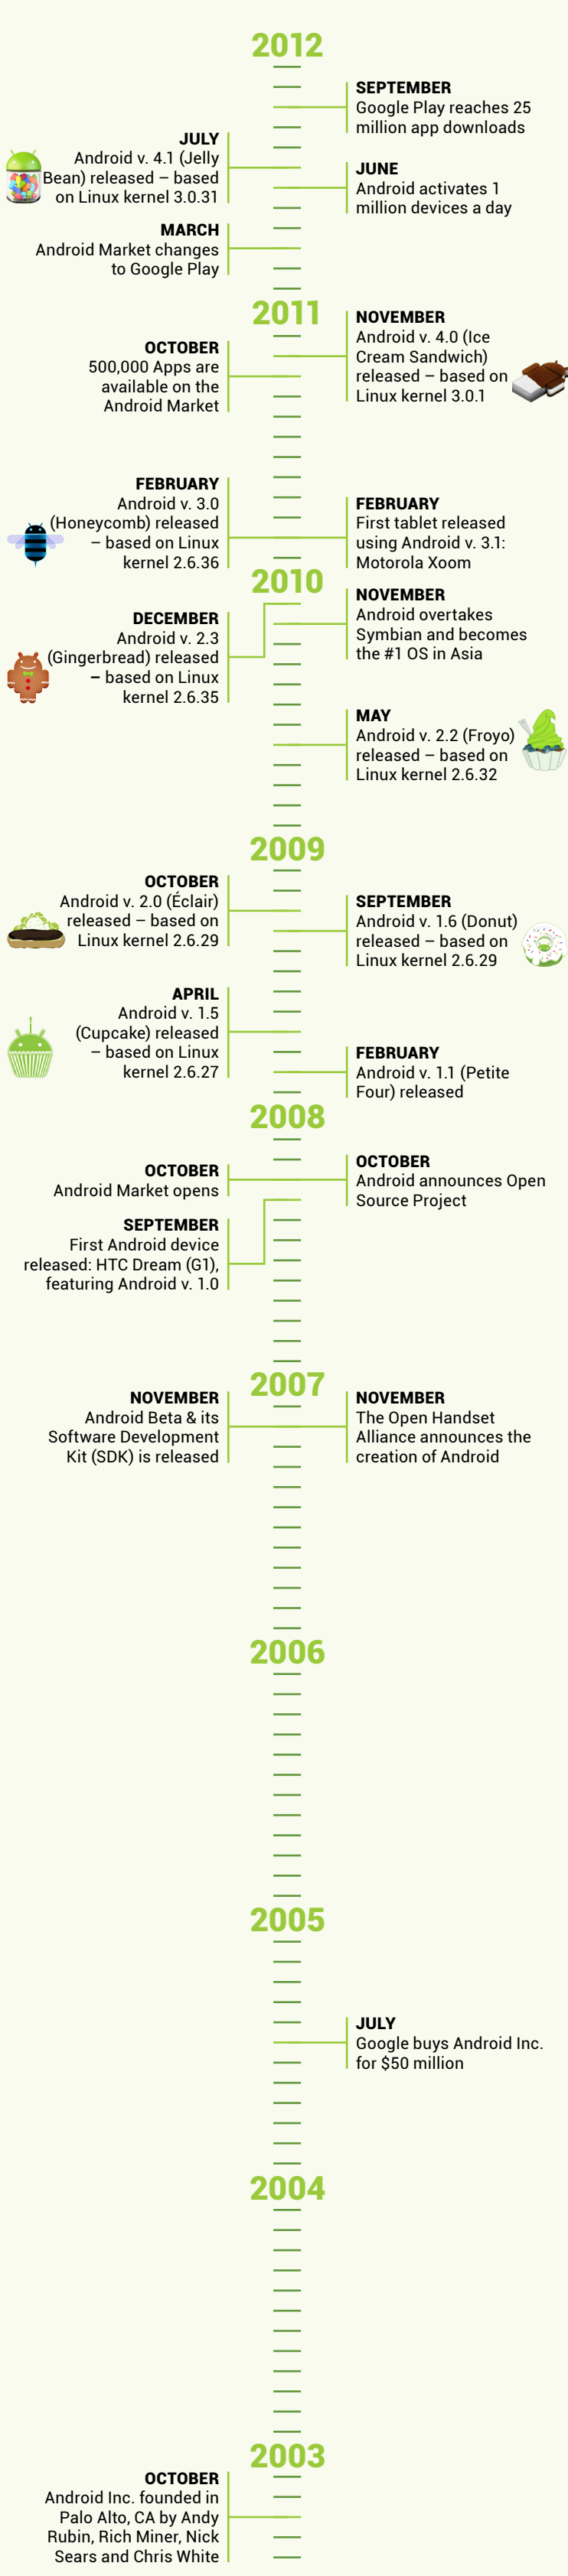 2012
SEPTEMBER
Google Play reaches 25
million app downloads
JULY
Android v. 4.1 (Jelly
Bean) released – based
on Linux kernel 3.0.31
JUNE
Android activates 1
million devices a day
MARCH
Android Market changes
to Google Play
2011
NOVEMBER
Android v. 4.0 (Ice
Cream Sandwich)
released – based on
Linux kernel 3.0.1
OCTOBER
500,000 Apps are
available on the
Android Market
FEBRUARY
Android v. 3.0
(Honeycomb) released
– based on Linux
kernel 2.6.36
FEBRUARY
First tablet released
using Android v. 3.1:
Motorola Xoom
2010
NOVEMBER
Android overtakes
Symbian and becomes
the #1 OS in Asia
DECEMBER
Android v. 2.3
(Gingerbread) released
– based on Linux
kernel 2.6.35
MAY
Android v. 2.2 (Froyo)
released – based on
Linux kernel 2.6.32
2009
OCTOBER
Android v. 2.0 (Éclair)
released – based on
Linux kernel 2.6.29
SEPTEMBER
Android v. 1.6 (Donut)
released – based on
Linux kernel 2.6.29
APRIL
Android v. 1.5
(Cupcake) released
– based on Linux
kernel 2.6.27
FEBRUARY
Android v. 1.1 (Petite
Four) released
2008
OCTOBER
Android Market opens
OCTOBER
Android announces Open
Source Project
SEPTEMBER
First Android device
released: HTC Dream (G1),
featuring Android v. 1.0
2007
NOVEMBER
Android Beta & its
Software Development
Kit (SDK) is released
NOVEMBER
The Open Handset
Alliance announces the
creation of Android
2006
2005
JULY
Google buys Android Inc.
for $50 million
2004
2003
OCTOBER
Android Inc. founded in
Palo Alto, CA by Andy
Rubin, Rich Miner, Nick
Sears and Chris White